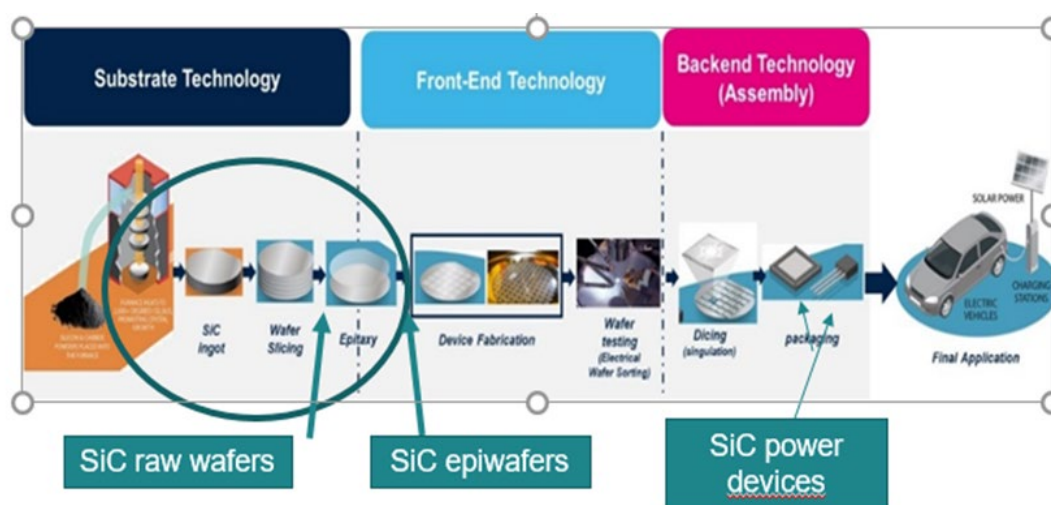 Substrate Technology
Front-End Technology
Backend Technology
(Assembly)
SOLAR POWER
CHARGING
STATIONS
ELECTRIC
VEHICLES
SiC
ingot
Wafer
Slicing
Epitaxy
Device Fabrication
Wafer
testing
(Electrical
Wafer Sorting)
Dicing
(singulation)
packaging
Final Application
SiC raw wafers
SiC epiwafers
SiC power
devices